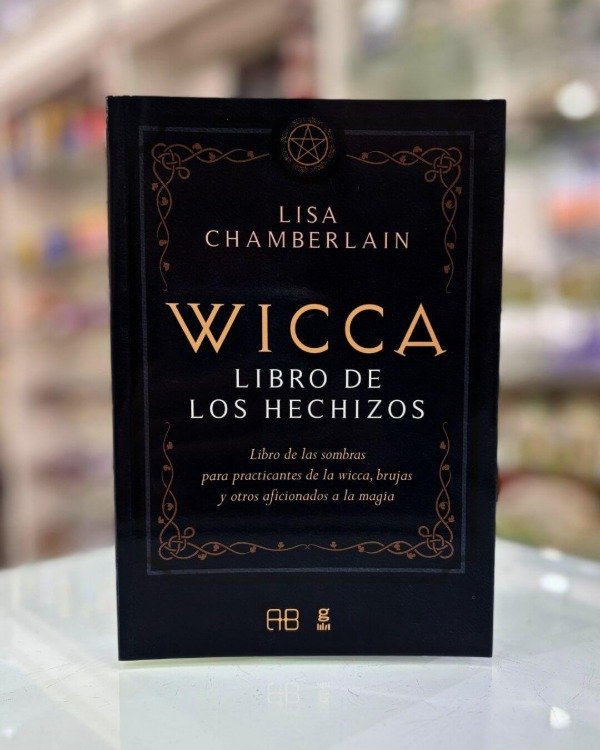 LISA
CHAMBERLAIN
WICCA
LIBRO DE
LOS HECHIZOS
Libro de las sombras
para practicantes de la wicca, brujas
y otros aficionados a la magia
AB
g